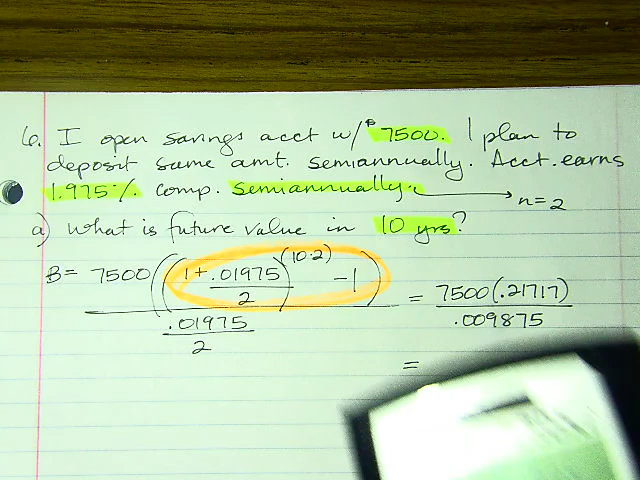 6. I open savings acct w/ $7500. I plan to
deposit same amt. semiannually. Acct. earns
1.975% comp. semiannually. → n=2
a) What is future value in 10 yrs?
B = 7500((1+.01975/2)^(10·2) -1) / (.01975/2) = 7500(.21717) / .009875
=